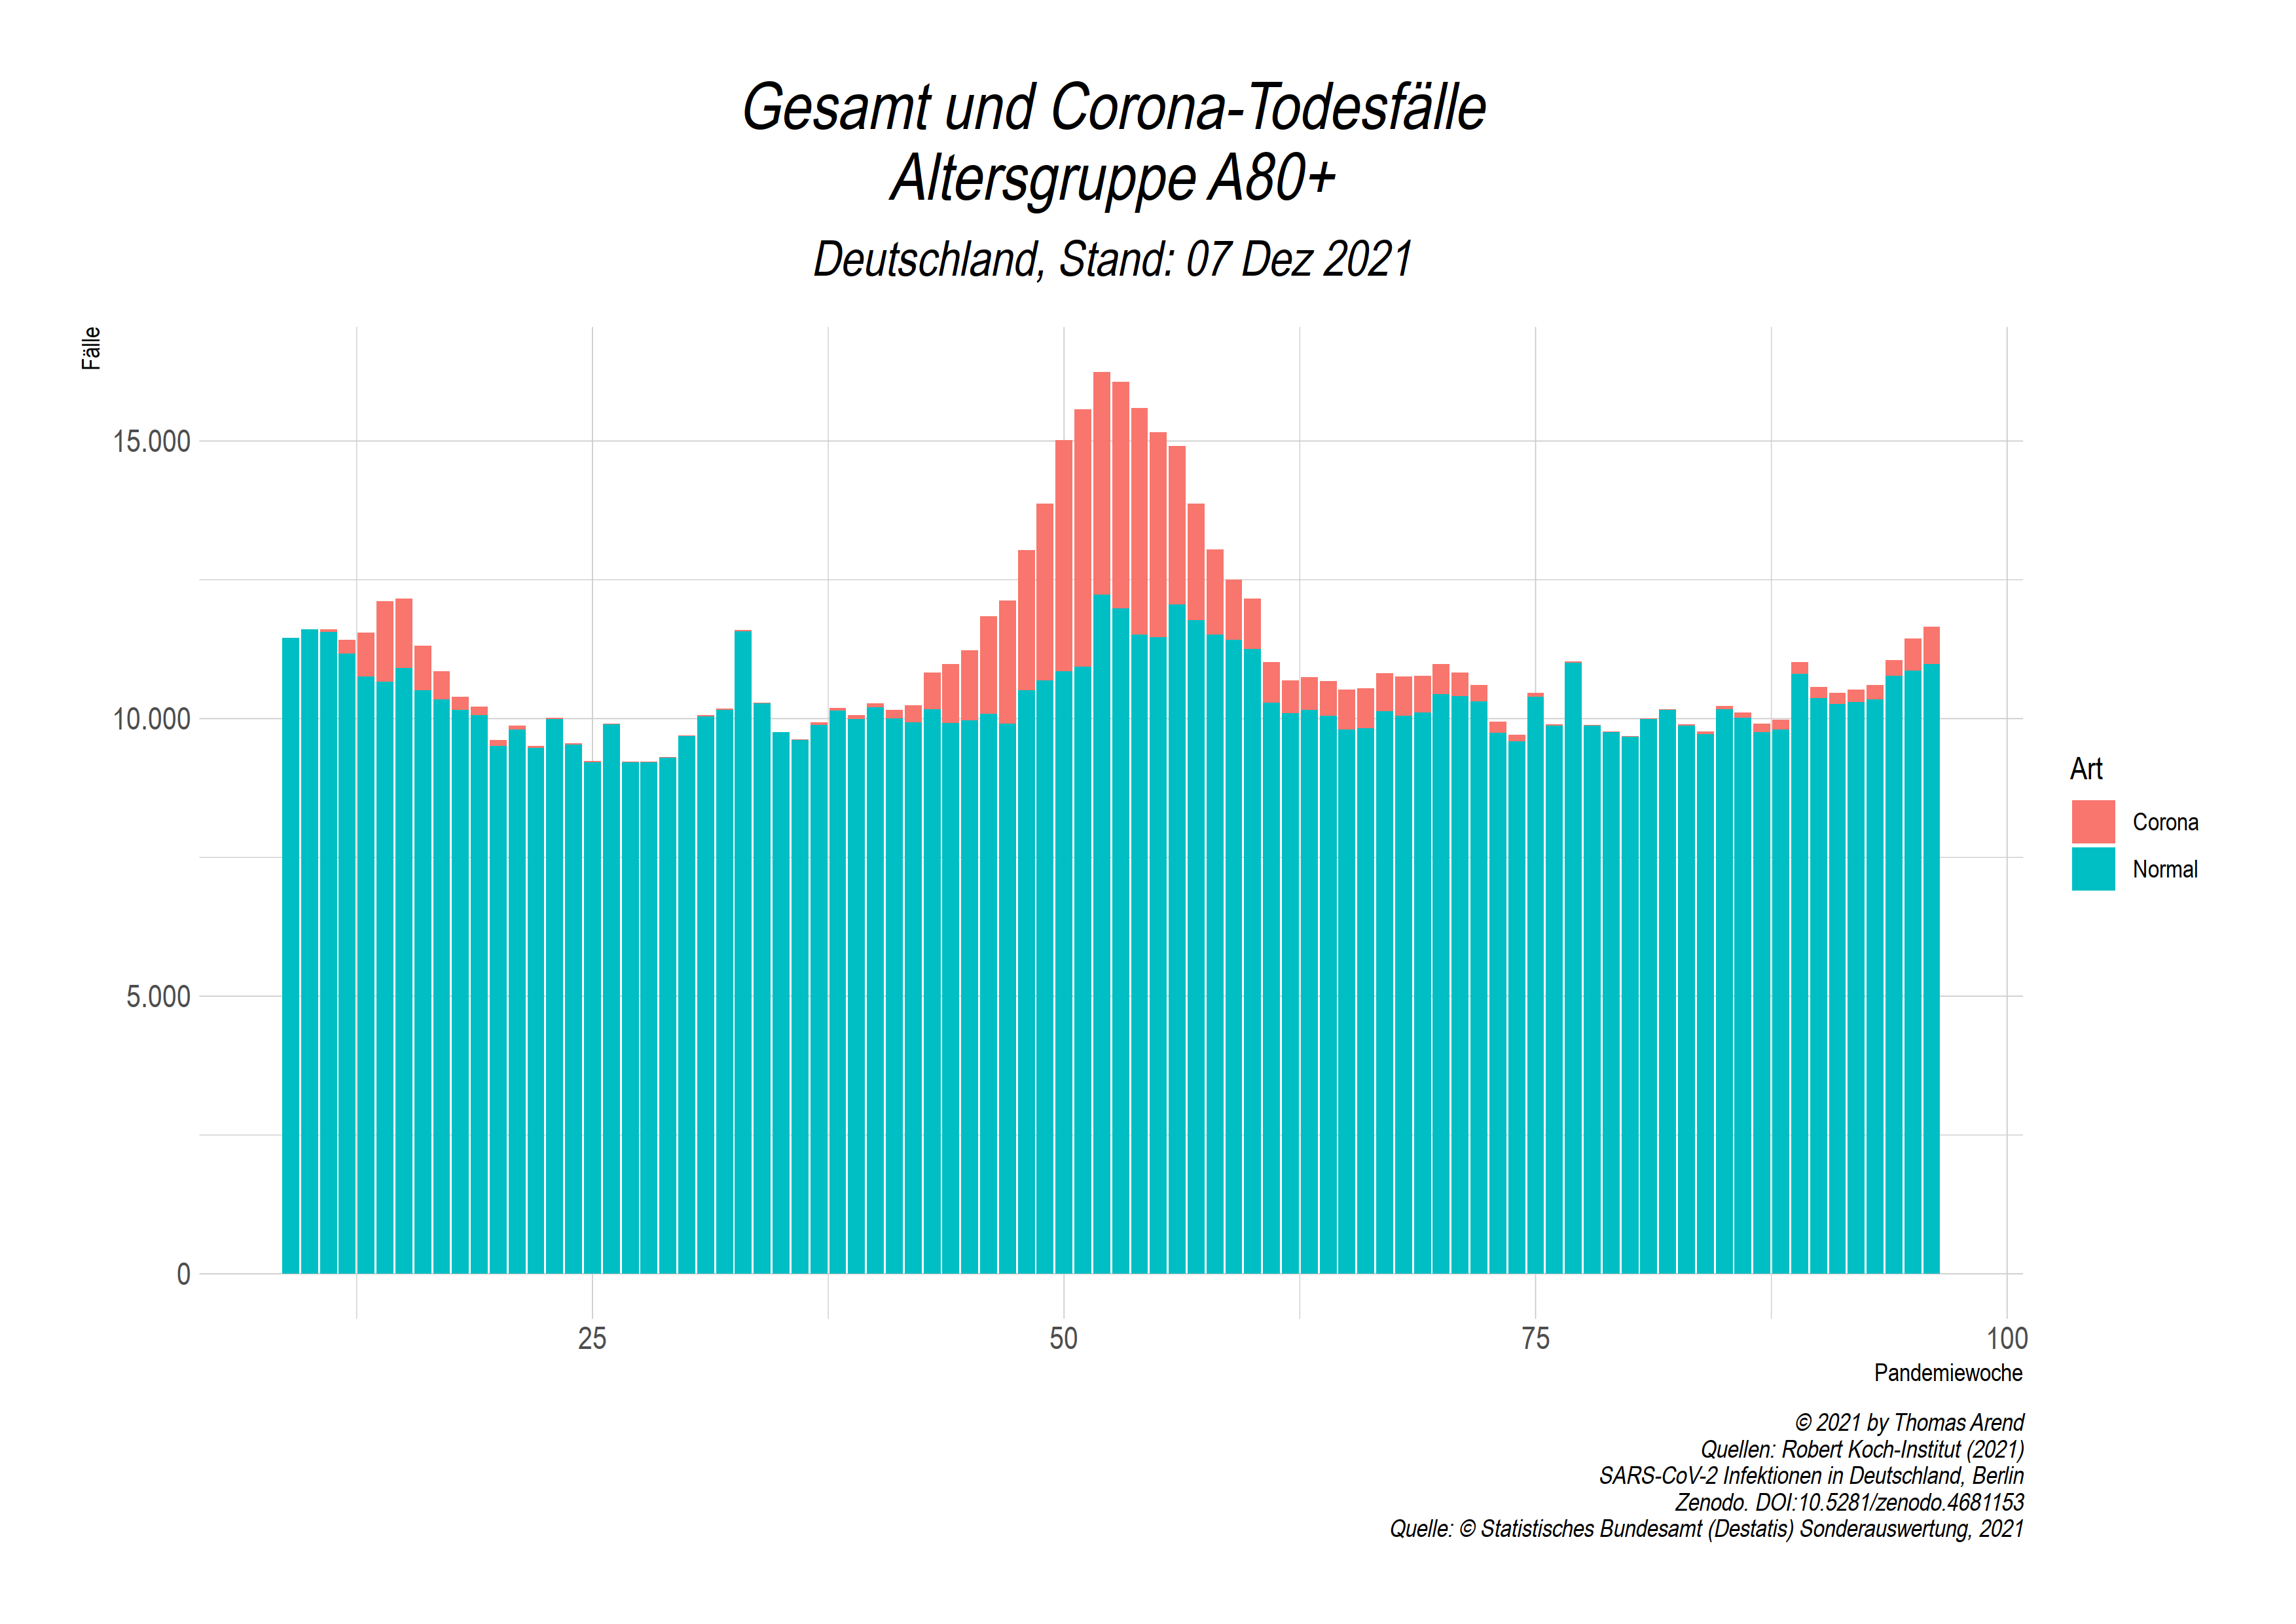 Gesamt und Corona-Todesfälle
Altersgruppe A80+
Deutschland, Stand: 07 Dez 2021
Fälle
15.000
10.000
5.000
0
25
50
75
100
Pandemiewoche
Art
Corona
Normal
© 2021 by Thomas Arend
Quellen: Robert Koch-Institut (2021)
SARS-CoV-2 Infektionen in Deutschland, Berlin
Zenodo. DOI:10.5281/zenodo.4681153
Quelle: © Statistisches Bundesamt (Destatis) Sonderauswertung, 2021